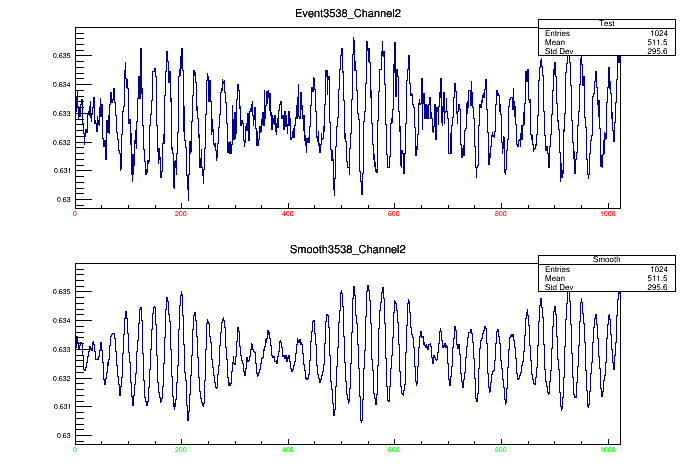 Event3538_Channel2
Test
Entries 1024
Mean 511.5
Std Dev 295.6
0.635
0.634
0.633
0.632
0.631
0.63
0 200 400 600 800 1000
Smooth3538_Channel2
Smooth
Entries 1024
Mean 511.5
Std Dev 295.6
0.635
0.634
0.633
0.632
0.631
0.63
0 200 400 600 800 1000